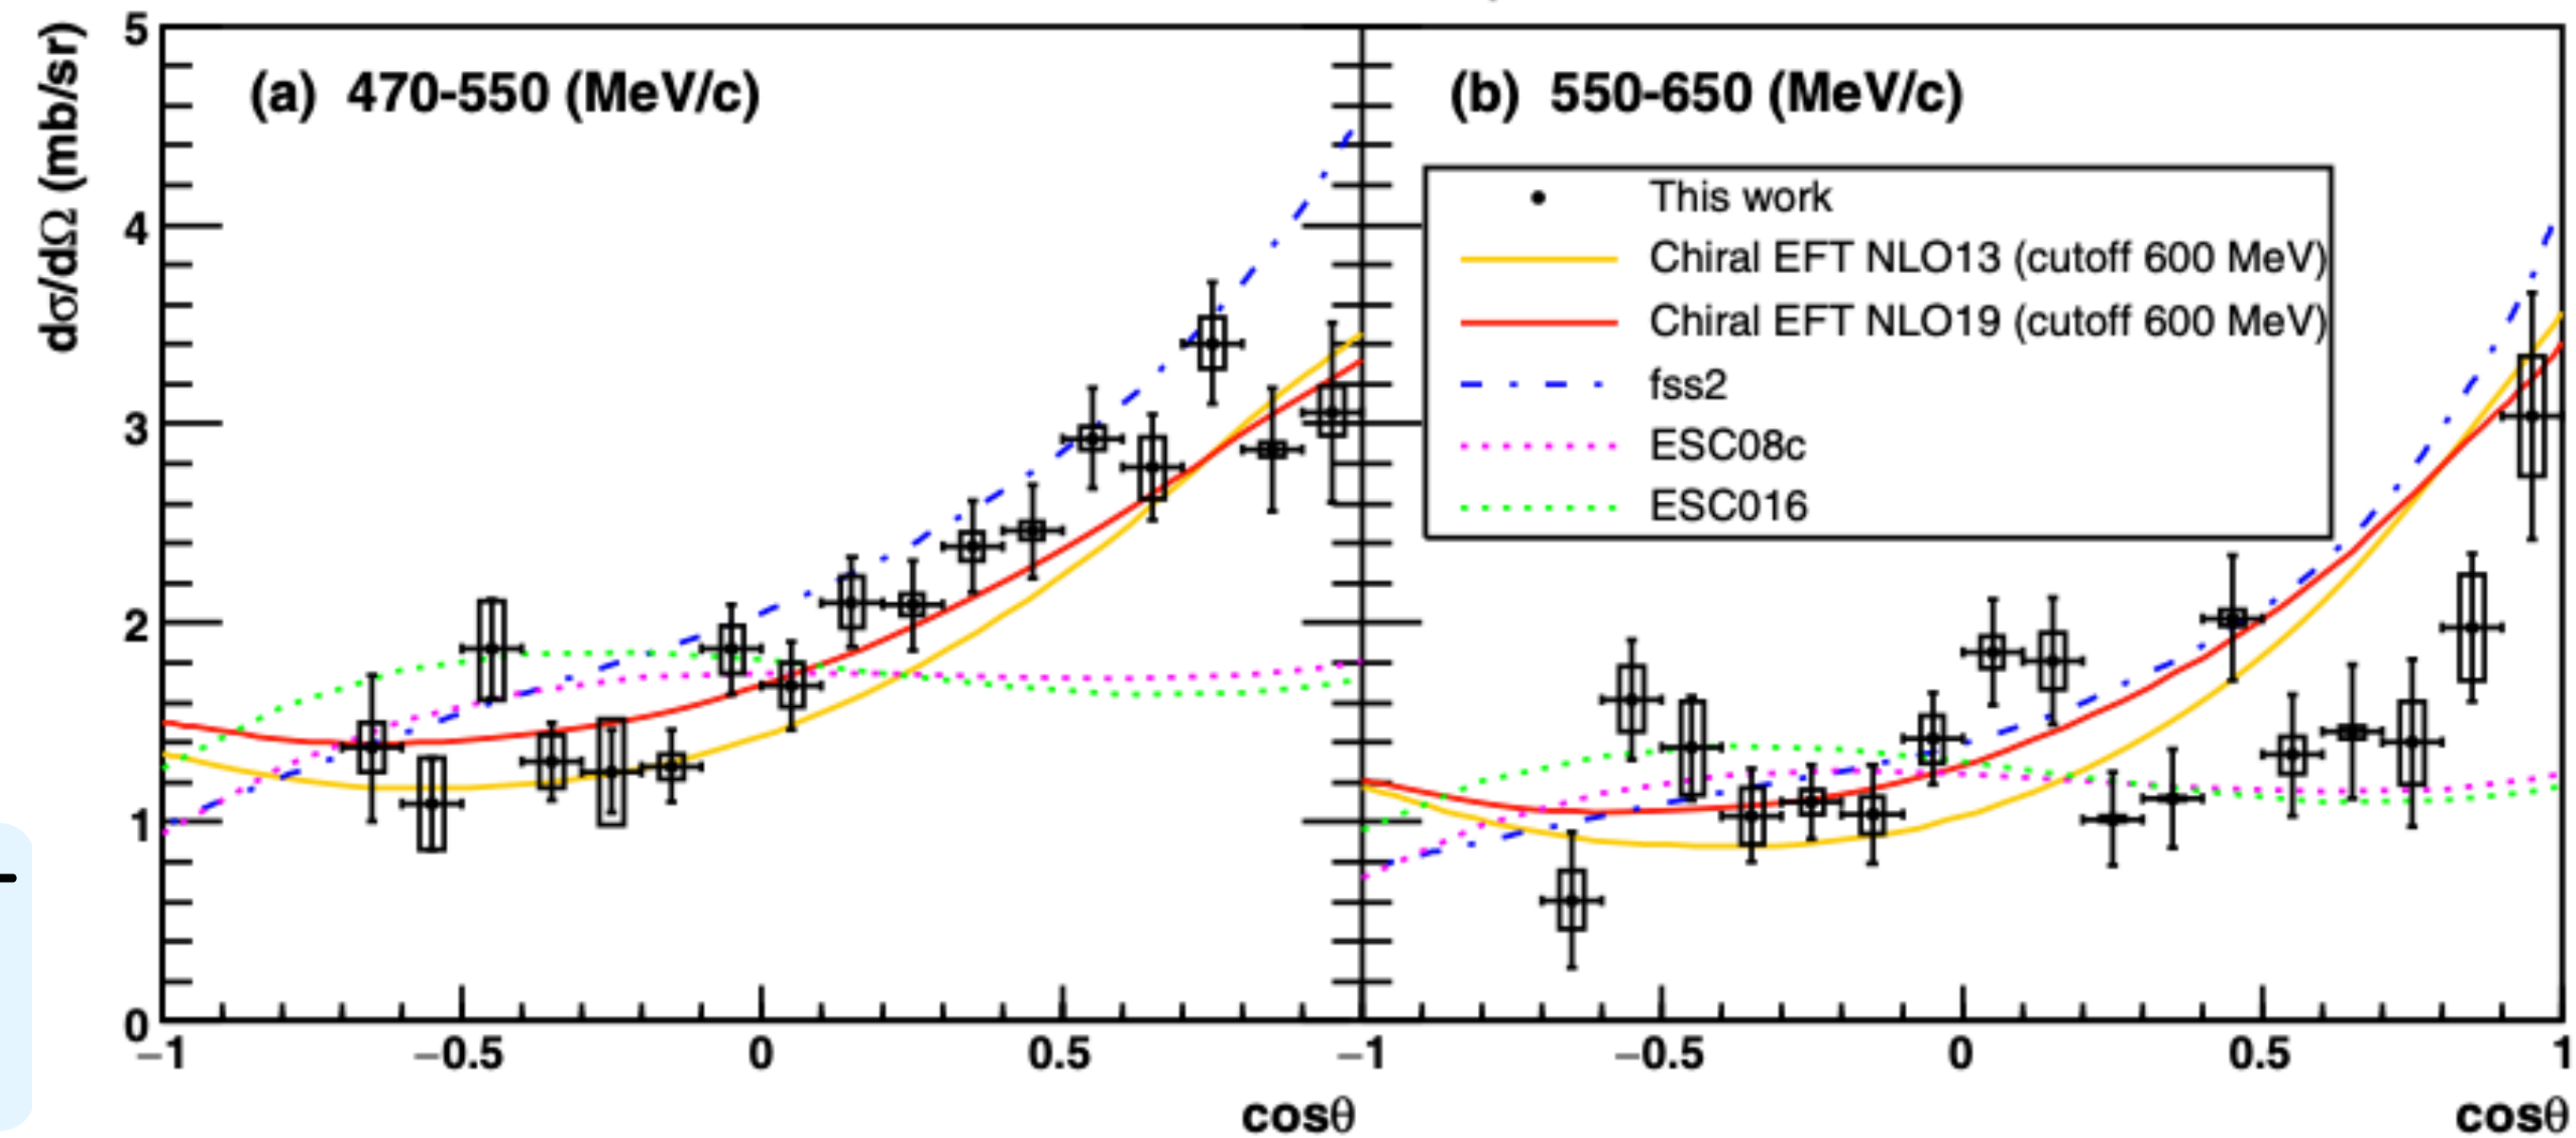 dσ/dΩ (mb/sr)
5
4
3
2
1
0
(a) 470-550 (MeV/c)
(b) 550-650 (MeV/c)
This work
Chiral EFT NLO13 (cutoff 600 MeV)
Chiral EFT NLO19 (cutoff 600 MeV)
fss2
ESC08c
ESC016
−1 −0.5 0 0.5 −1 −0.5 0 0.5 1
cosθ cosθ